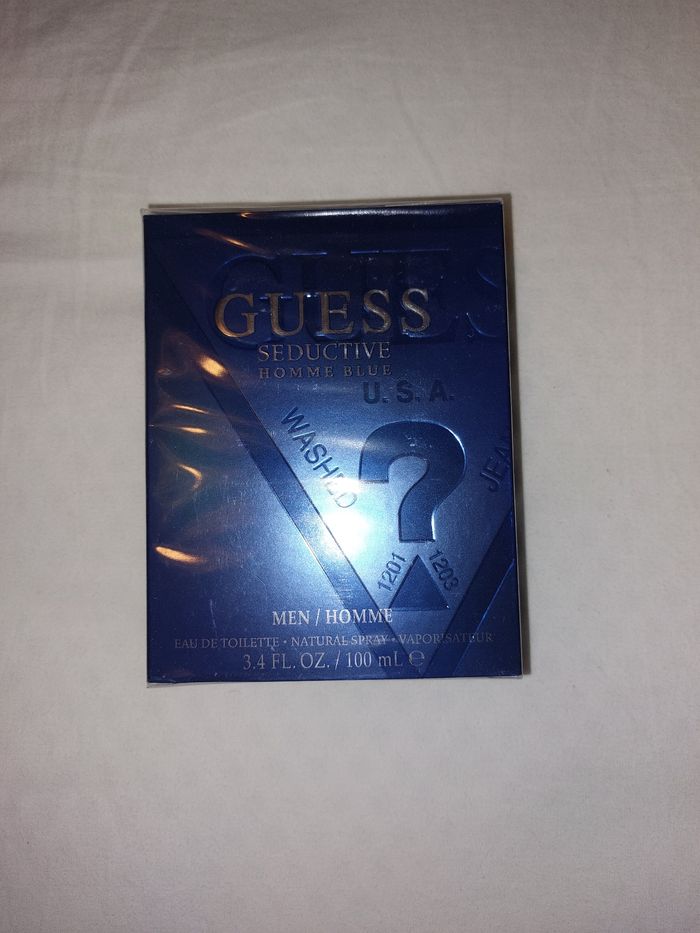 GUES
GUESS
SEDUCTIVE
HOMME BLUE
U.S.A.
WASHED
JEA
?
1201
1203
MEN / HOMME
EAU DE TOILETTE • NATURAL SPRAY • VAPORISATEUR
3.4 FL. OZ. / 100 mL ℮